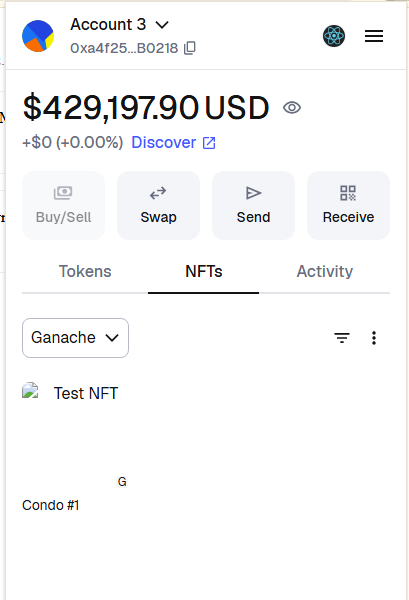 Account 3
0xa4f25...B0218
$429,197.90 USD
+$0 (+0.00%) Discover
Buy/Sell
Swap
Send
Receive
Tokens
NFTs
Activity
Ganache
Test NFT
G
Condo #1